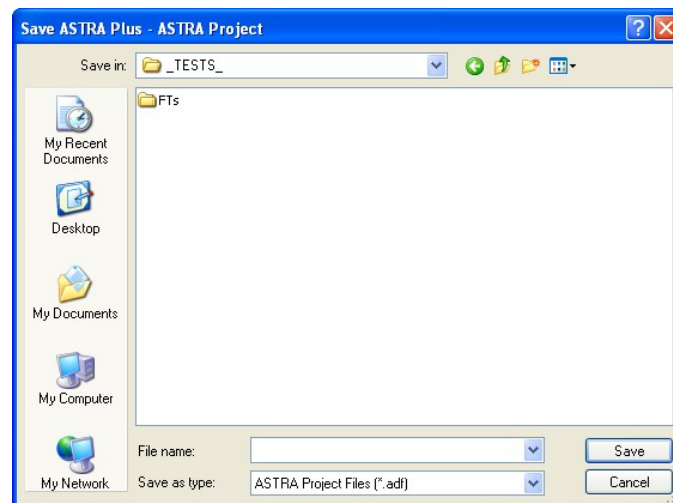 Save ASTRA Plus - ASTRA Project
Save in: _TESTS_
FTs
My Recent
Documents
Desktop
My Documents
My Computer
My Network
File name:
Save
Save as type: ASTRA Project Files (*.adf)
Cancel